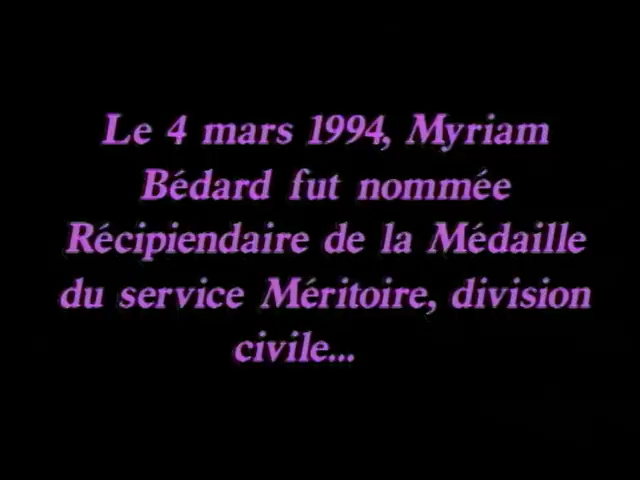 Le 4 mars 1994, Myriam
Bédard fut nommée
Récipiendaire de la Médaille
du service Méritoire, division
civile...